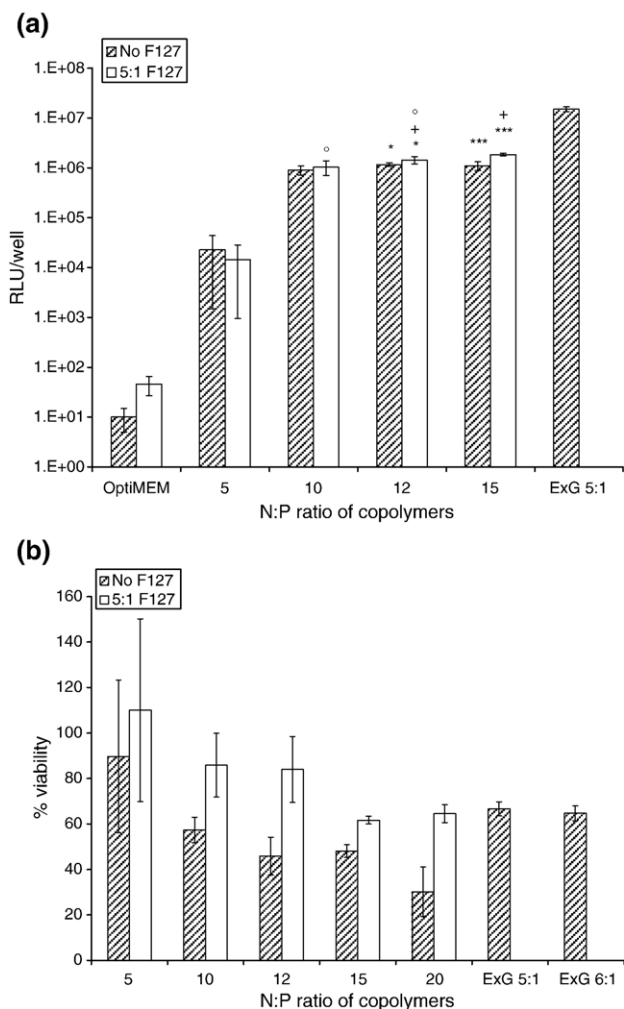 (a)
No F127
5:1 F127
1.E+08
1.E+07
1.E+06
1.E+05
1.E+04
1.E+03
1.E+02
1.E+01
1.E+00
RLU/well
° * + * *** + *** °
OptiMEM 5 10 12 15 ExG 5:1
N:P ratio of copolymers
(b)
No F127
5:1 F127
160
140
120
100
80
60
40
20
0
% viability
5 10 12 15 20 ExG 5:1 ExG 6:1
N:P ratio of copolymers